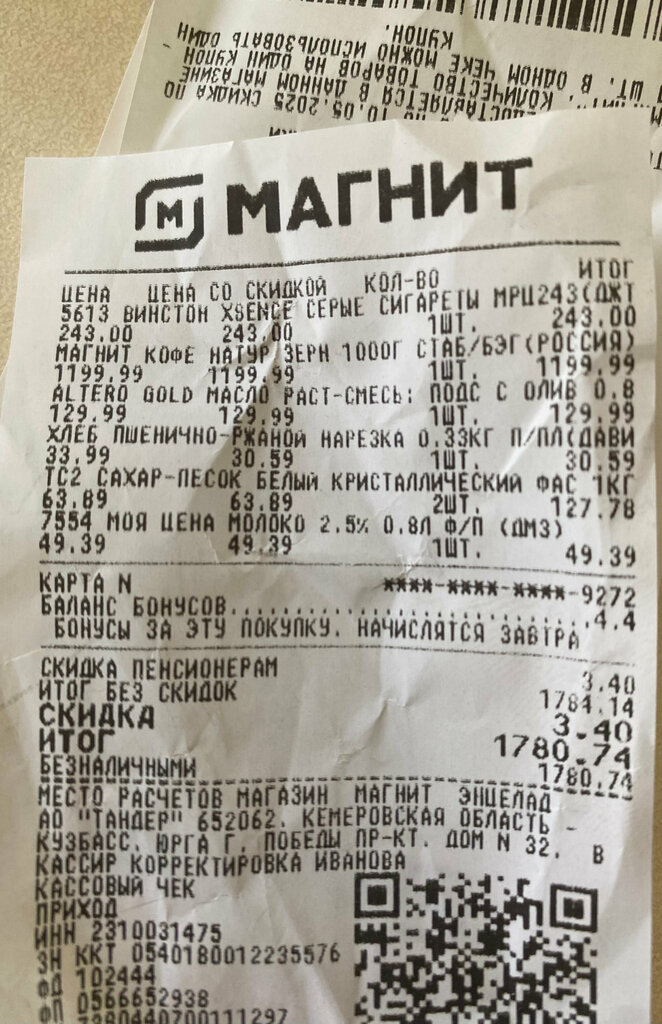 КУПОН.
В ОДНОМ ЧЕКЕ МОЖНО ИСПОЛЬЗОВАТЬ ОДИН
ШТ. КОЛИЧЕСТВО ТОВАРОВ НА ОДИН КУПОН -
ДОСТАВЛЯЕТСЯ В ДАННОМ МАГАЗИНЕ
ПО 10.05.2025 СКИДКА ПО
М МАГНИТ
ЦЕНА ЦЕНА СО СКИДКОЙ КОЛ-ВО ИТОГ
5613 ВИНСТОН XSENCE СЕРЫЕ СИГАРЕТЫ МРЦ243(ДЖТ
243.00 243.00 1ШТ. 243.00
МАГНИТ КОФЕ НАТУР ЗЕРН 1000Г СТАБ/БЭГ(РОССИЯ)
1199.99 1199.99 1ШТ. 1199.99
ALTERO GOLD МАСЛО РАСТ-СМЕСЬ: ПОДС С ОЛИВ 0.8
129.99 129.99 1ШТ. 129.99
ХЛЕБ ПШЕНИЧНО-РЖАНОЙ НАРЕЗКА 0.33КГ П/ПЛ(ДАВИ
33.99 30.59 1ШТ. 30.59
ТС2 САХАР-ПЕСОК БЕЛЫЙ КРИСТАЛЛИЧЕСКИЙ ФАС 1КГ
63.89 63.89 2ШТ. 127.78
7554 МОЯ ЦЕНА МОЛОКО 2.5% 0.8Л Ф/П (ДМЗ)
49.39 49.39 1ШТ. 49.39
КАРТА N ****-****-****-9272
БАЛАНС БОНУСОВ..............................4.4
БОНУСЫ ЗА ЭТУ ПОКУПКУ. НАЧИСЛЯТСЯ ЗАВТРА
СКИДКА ПЕНСИОНЕРАМ 3.40
ИТОГ БЕЗ СКИДОК 1784.14
СКИДКА 3.40
ИТОГ 1780.74
БЕЗНАЛИЧНЫМИ 1780.74
МЕСТО РАСЧЕТОВ МАГАЗИН МАГНИТ ЭНЦЕЛАД
АО "ТАНДЕР" 652062. КЕМЕРОВСКАЯ ОБЛАСТЬ -
КУЗБАСС. ЮРГА Г. ПОБЕДЫ ПР-КТ. ДОМ N 32. В
КАССИР КОРРЕКТИРОВКА ИВАНОВА
КАССОВЫЙ ЧЕК
ПРИХОД
ИНН 2310031475
ЗН ККТ 0540180012235576
ФД 102444
ФП 0566652938